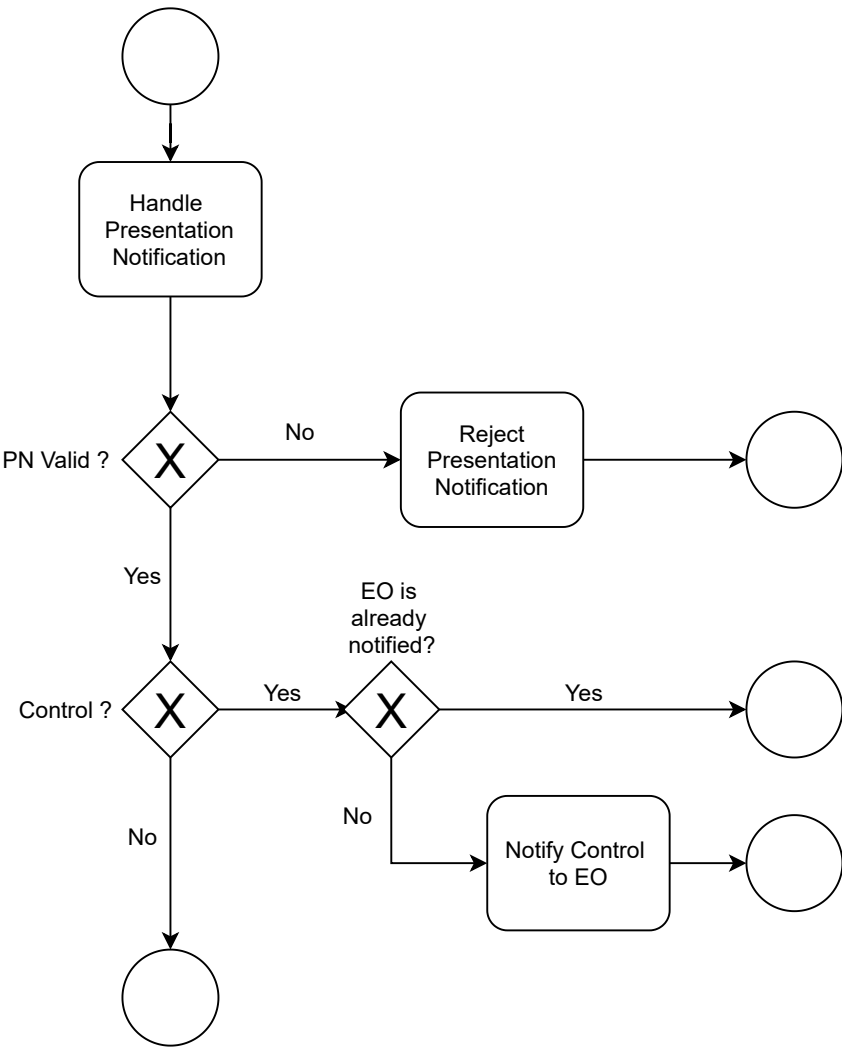 Handle
Presentation
Notification
PN Valid ?
X
No
Reject
Presentation
Notification
Yes
EO is
already
notified?
Control ?
X
Yes
X
Yes
No
No
Notify Control
to EO